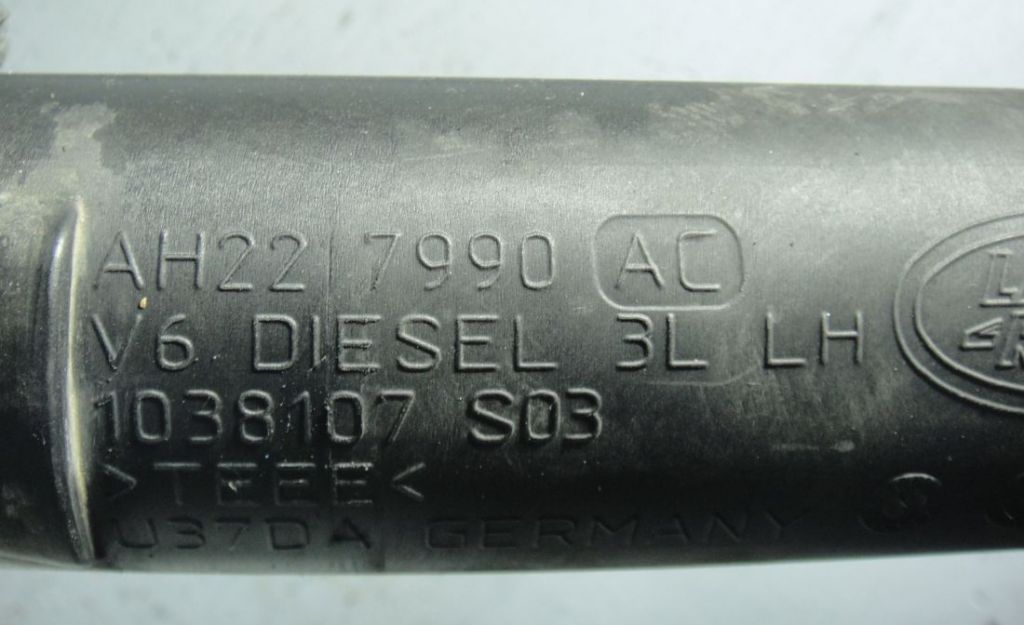 AH22 7990 AC
V6 DIESEL 3L LH
1038107 S03
>TEEE<
U37DA GERMANY